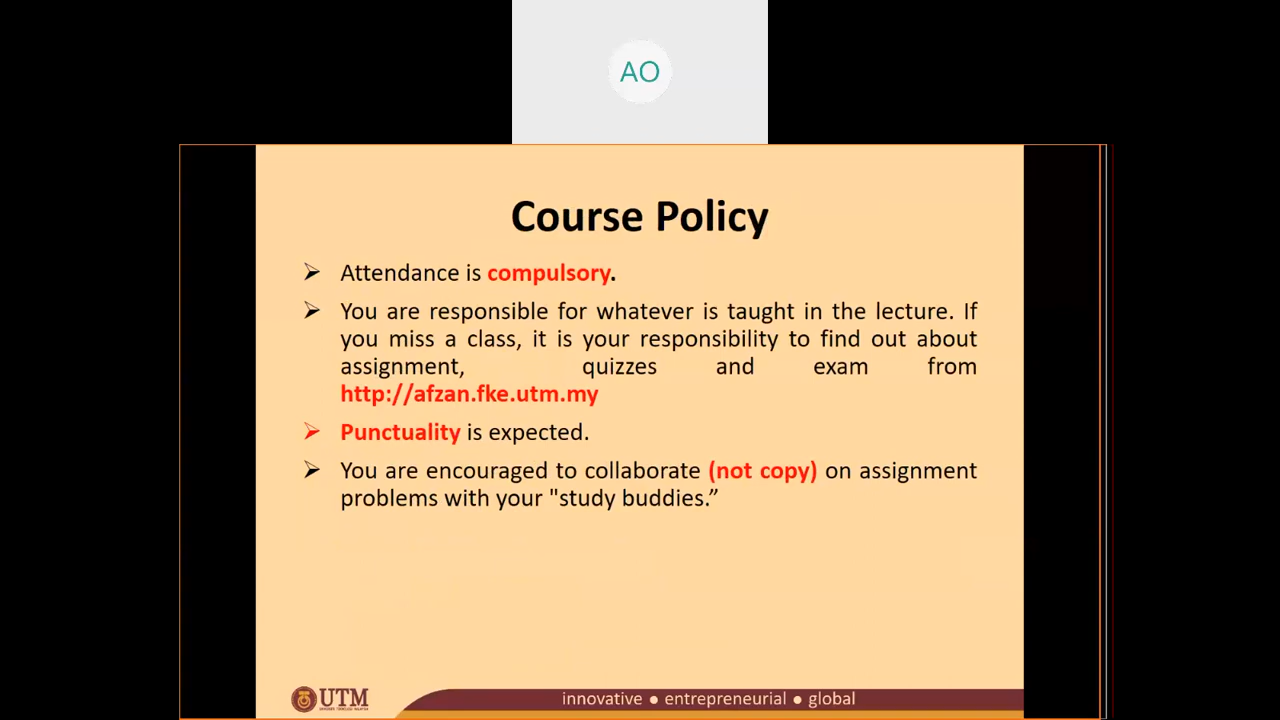 AO
Course Policy
➢ Attendance is compulsory.
➢ You are responsible for whatever is taught in the lecture. If
you miss a class, it is your responsibility to find out about
assignment, quizzes and exam from
http://afzan.fke.utm.my
➢ Punctuality is expected.
➢ You are encouraged to collaborate (not copy) on assignment
problems with your "study buddies.”
UTM
innovative ● entrepreneurial ● global